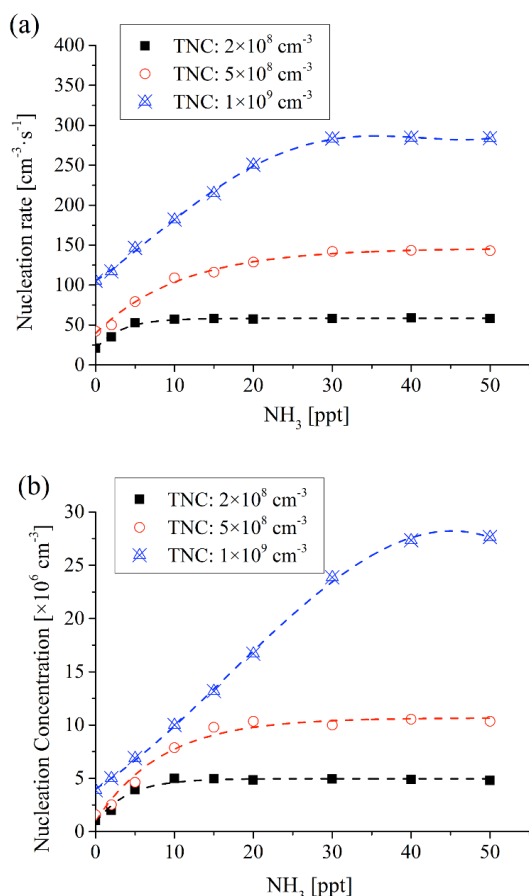 (a)
TNC: 2×10⁸ cm⁻³
TNC: 5×10⁸ cm⁻³
TNC: 1×10⁹ cm⁻³
Nucleation rate [cm⁻³·s⁻¹]
400
350
300
250
200
150
100
50
0
0 10 20 30 40 50
NH₃ [ppt]
(b)
TNC: 2×10⁸ cm⁻³
TNC: 5×10⁸ cm⁻³
TNC: 1×10⁹ cm⁻³
Nucleation Concentration [×10⁶ cm⁻³]
30
25
20
15
10
5
0
0 10 20 30 40 50
NH₃ [ppt]